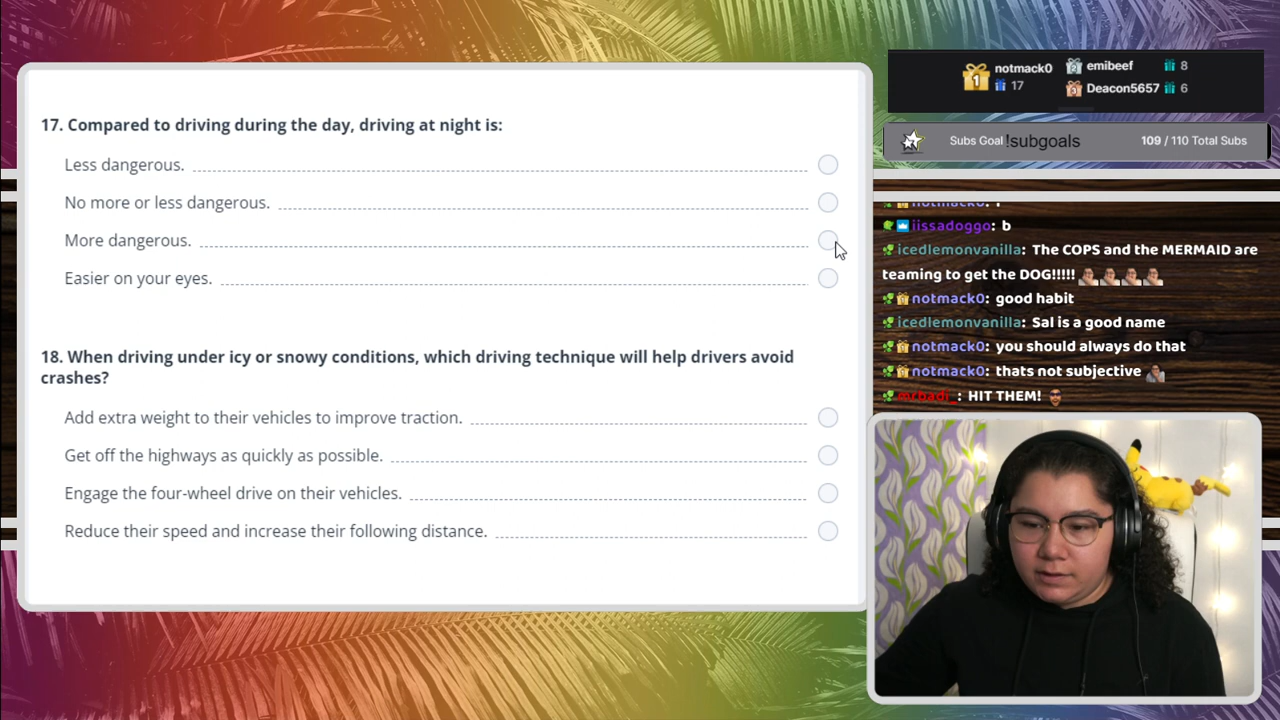 17. Compared to driving during the day, driving at night is:
Less dangerous.
No more or less dangerous.
More dangerous.
Easier on your eyes.
18. When driving under icy or snowy conditions, which driving technique will help drivers avoid
crashes?
Add extra weight to their vehicles to improve traction.
Get off the highways as quickly as possible.
Engage the four-wheel drive on their vehicles.
Reduce their speed and increase their following distance.
1 notmack0 17
2 emibeef 8
3 Deacon5657 6
Subs Goal !subgoals 109 / 110 Total Subs
notmack0:
iissadoggo: b
icedlemonvanilla: The COPS and the MERMAID are
teaming to get the DOG!!!!!
notmack0: good habit
icedlemonvanilla: Sal is a good name
notmack0: you should always do that
notmack0: thats not subjective
mrbadi_: HIT THEM!